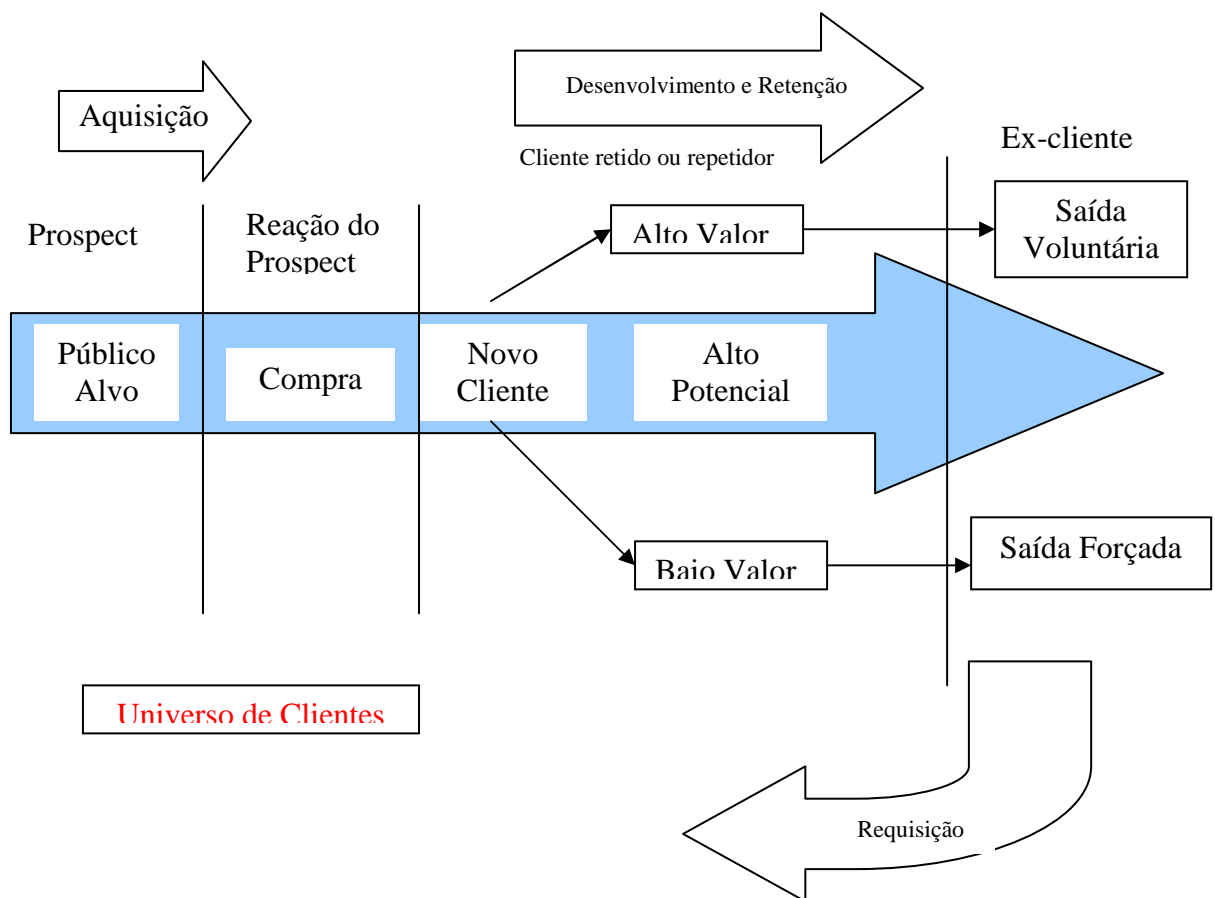 Aquisição
Desenvolvimento e Retenção
Cliente retido ou repetidor
Ex-cliente
Prospect
Reação do
Prospect
Alto Valor
Saída
Voluntária
Público
Alvo
Compra
Novo
Cliente
Alto
Potencial
Baio Valor
Saída Forçada
Universo de Clientes
Requisição